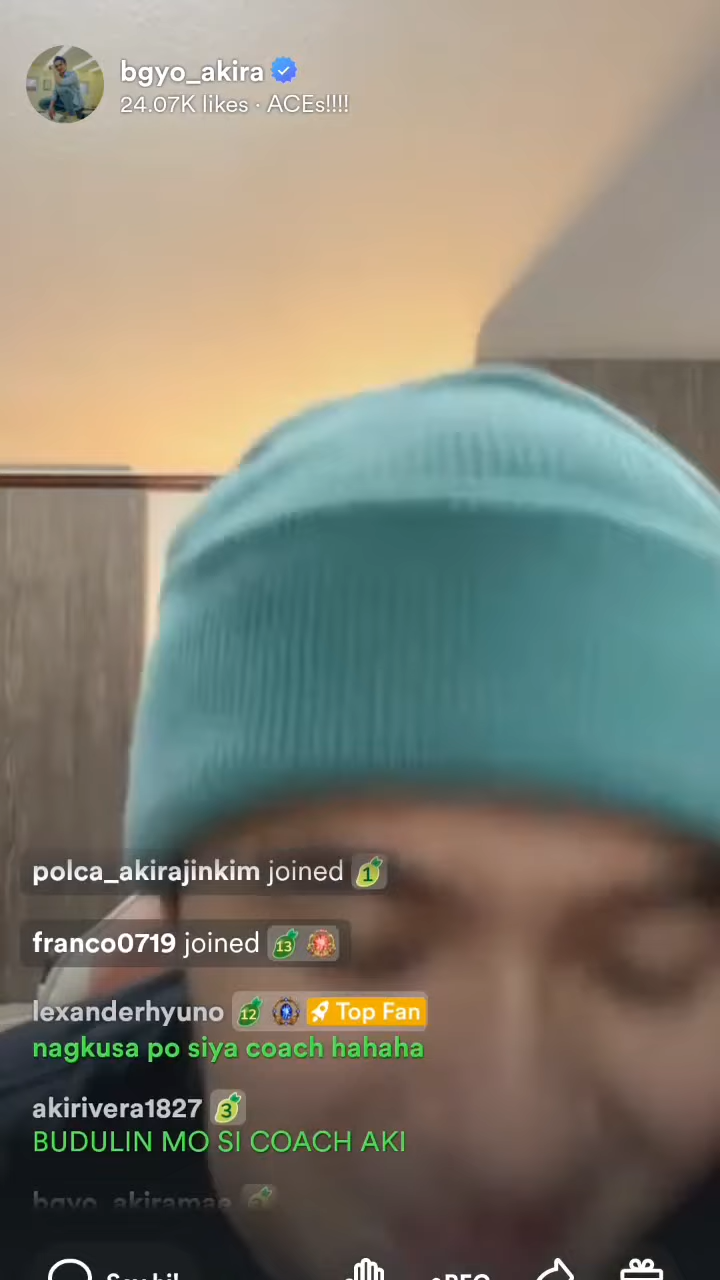 bgyo_akira
24.07K likes · ACEs!!!!
polca_akirajinkim joined 1
franco0719 joined 13
lexanderhyuno 12 Top Fan
nagkusa po siya coach hahaha
akirivera1827 3
BUDULIN MO SI COACH AKI
bgyo_akiramae